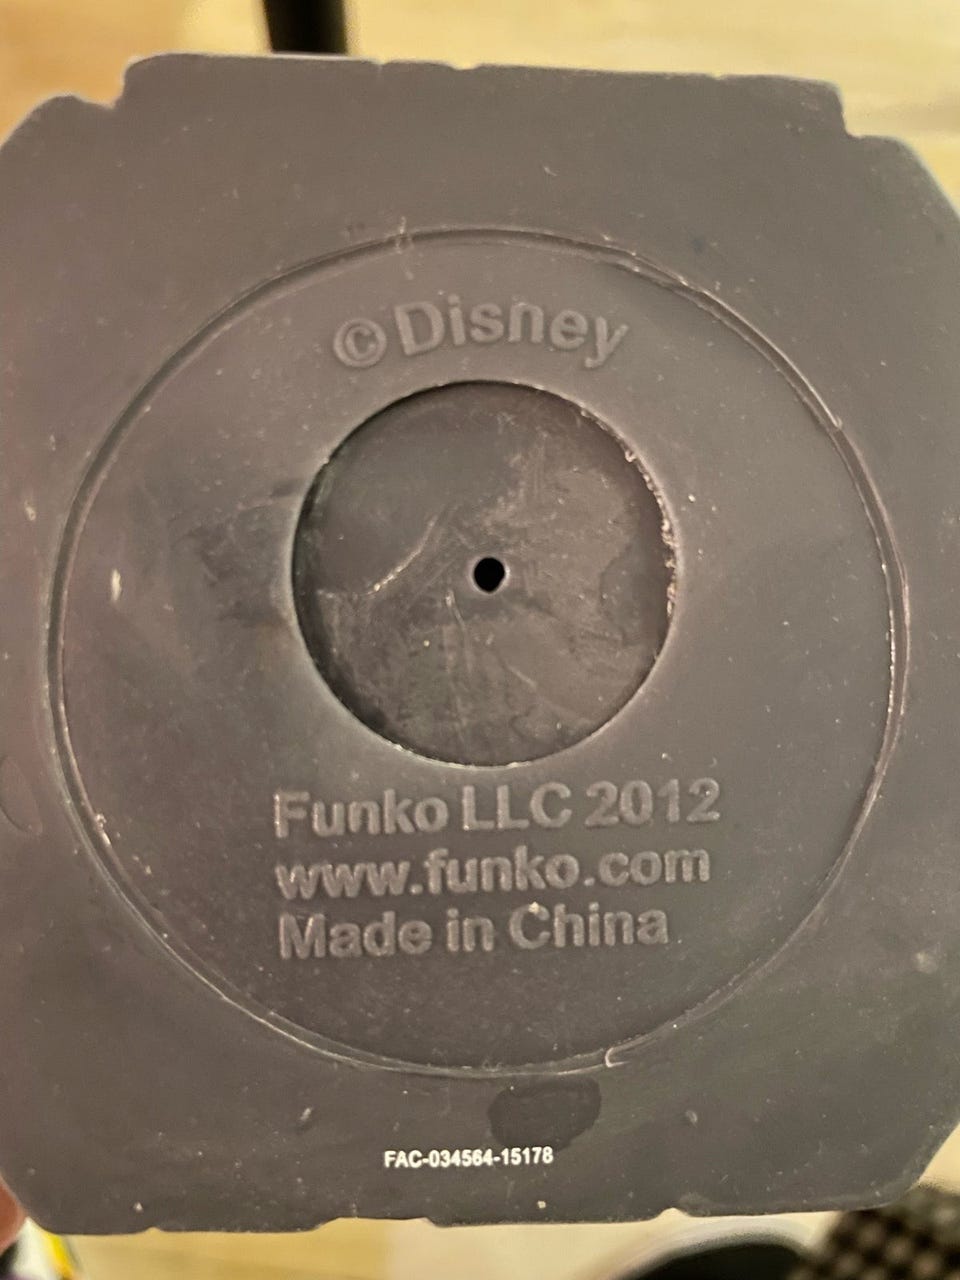 © Disney
Funko LLC 2012
www.funko.com
Made in China
FAC-034564-15178